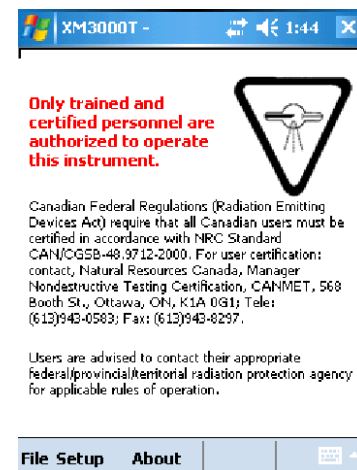 XM3000T - 1:44
Only trained and
certified personnel are
authorized to operate
this instrument.
Canadian Federal Regulations (Radiation Emitting
Devices Act) require that all Canadian users must be
certified in accordance with NRC Standard
CAN/CGSB-48.9712-2000. For user certification:
contact, Natural Resources Canada, Manager
Nondestructive Testing Certification, CANMET, 568
Booth St., Ottawa, ON, K1A 0G1; Tele:
(613)943-0583; Fax: (613)943-8297.
Users are advised to contact their appropriate
federal/provincial/territorial radiation protection agency
for applicable rules of operation.
File Setup About